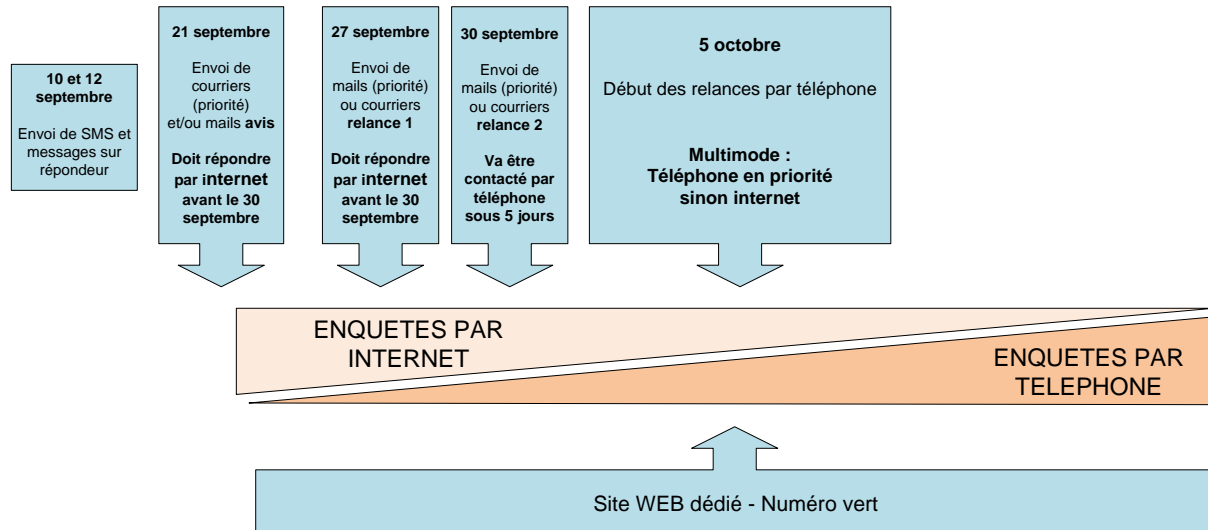 10 et 12
septembre
Envoi de SMS et
messages sur
répondeur
21 septembre
Envoi de
courriers
(priorité)
et/ou mails avis
Doit répondre
par internet
avant le 30
septembre
27 septembre
Envoi de
mails (priorité)
ou courriers
relance 1
Doit répondre
par internet
avant le 30
septembre
30 septembre
Envoi de
mails (priorité)
ou courriers
relance 2
Va être
contacté par
téléphone
sous 5 jours
5 octobre
Début des relances par téléphone
Multimode :
Téléphone en priorité
sinon internet
ENQUETES PAR
INTERNET
ENQUETES PAR
TELEPHONE
Site WEB dédié - Numéro vert